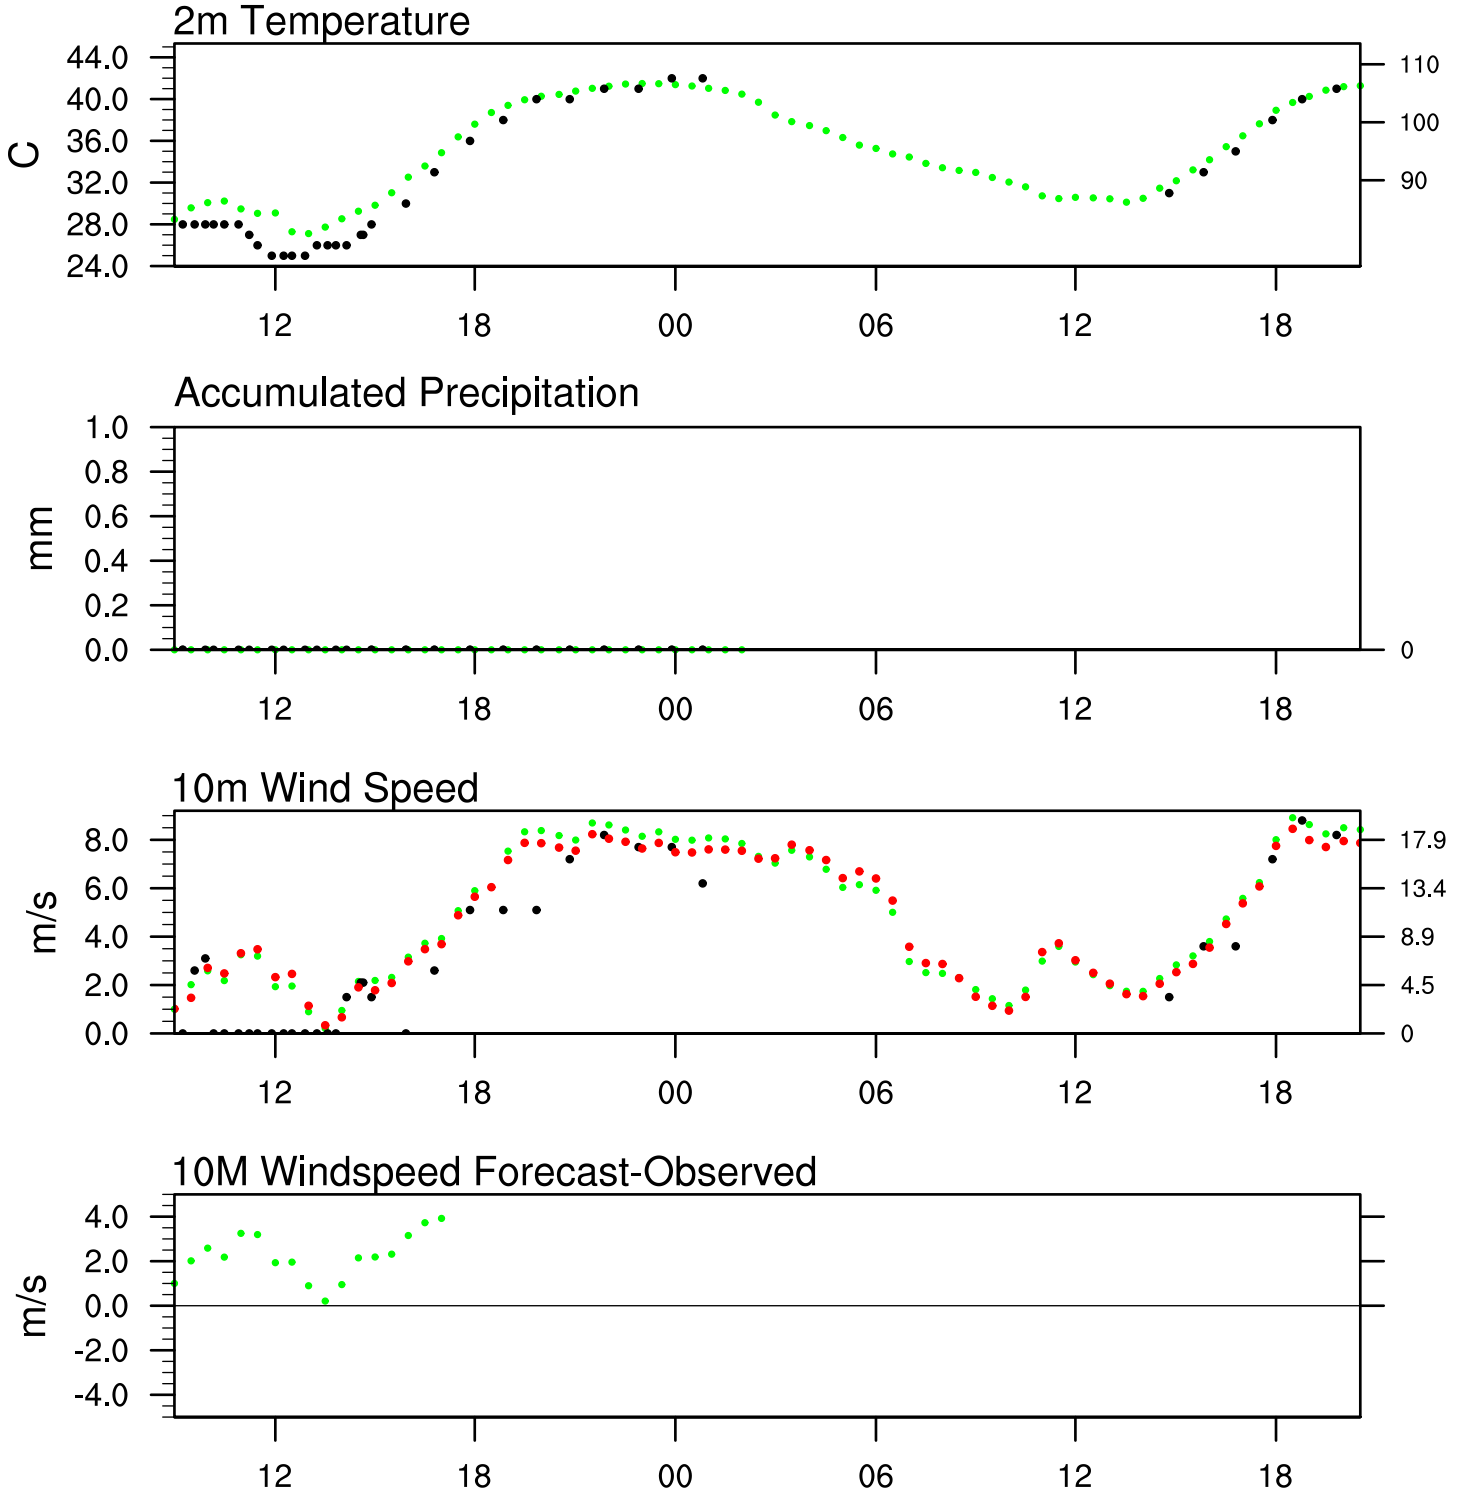 2m Temperature
44.0
40.0
36.0
32.0
28.0
24.0
C
110
100
90
12 18 00 06 12 18
Accumulated Precipitation
1.0
0.8
0.6
0.4
0.2
0.0
mm
0
12 18 00 06 12 18
10m Wind Speed
8.0
6.0
4.0
2.0
0.0
m/s
17.9
13.4
8.9
4.5
0
12 18 00 06 12 18
10M Windspeed Forecast-Observed
4.0
2.0
0.0
-2.0
-4.0
m/s
12 18 00 06 12 18